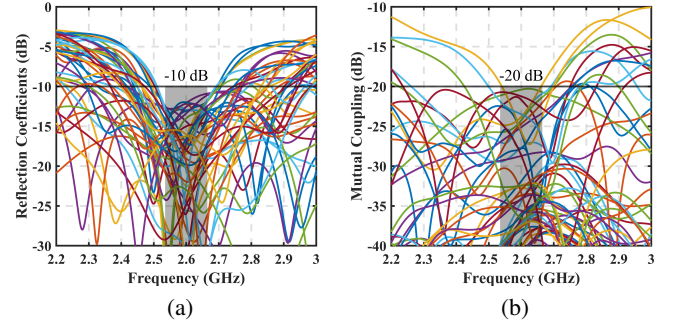 0
-5
-10
-15
-20
-25
-30
Reflection Coefficients (dB)
-10 dB
2.2 2.3 2.4 2.5 2.6 2.7 2.8 2.9 3
Frequency (GHz)
(a)
-10
-15
-20
-25
-30
-35
-40
Mutual Coupling (dB)
-20 dB
2.2 2.3 2.4 2.5 2.6 2.7 2.8 2.9 3
Frequency (GHz)
(b)